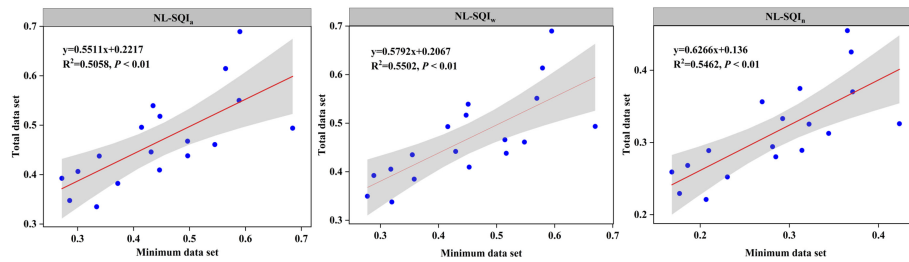 NL-SQIₐ
y=0.5511x+0.2217
R²=0.5058, P < 0.01
Total data set
0.7
0.6
0.5
0.4
0.3
0.3 0.4 0.5 0.6 0.7
Minimum data set
NL-SQI_w
y=0.5792x+0.2067
R²=0.5502, P < 0.01
Total data set
0.7
0.6
0.5
0.4
0.3
0.3 0.4 0.5 0.6 0.7
Minimum data set
NL-SQIₙ
y=0.6266x+0.136
R²=0.5462, P < 0.01
Total data set
0.4
0.3
0.2
0.2 0.3 0.4
Minimum data set